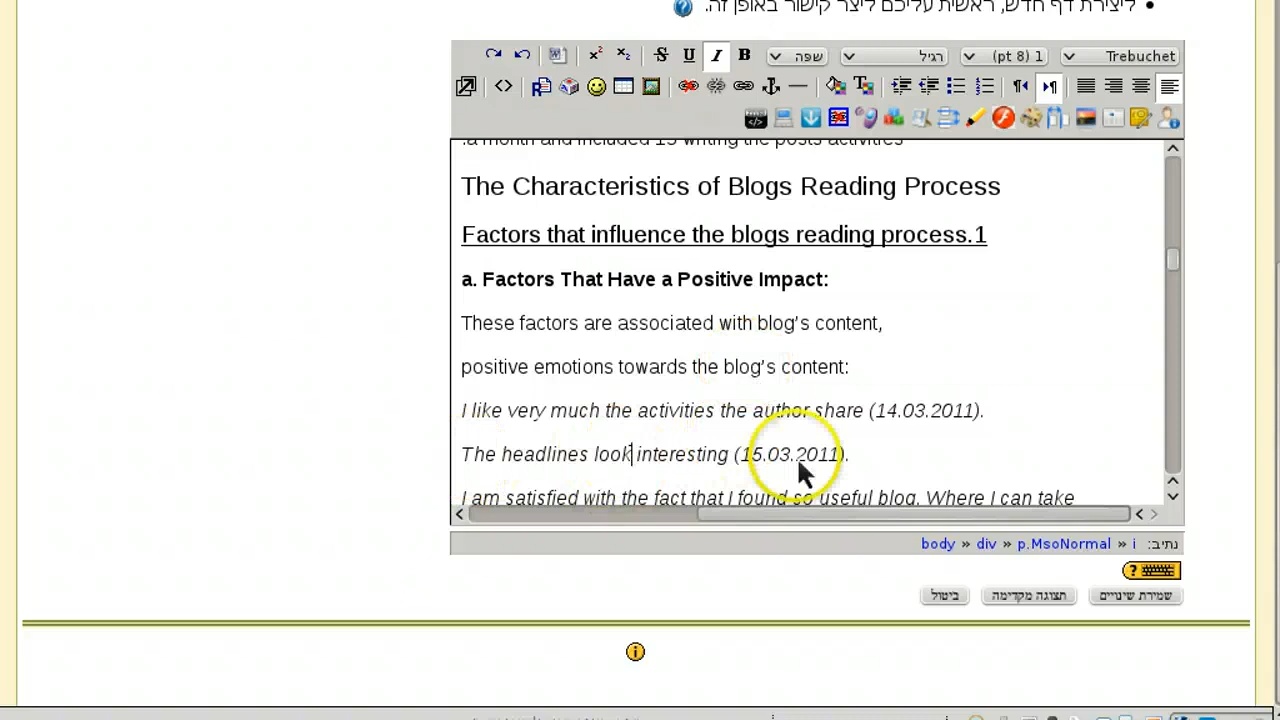 ליצירת דף חדש, ראשית עליכם ליצר קישור באופן זה.
Trebuchet
1 (8 pt)
רגיל
שפה
B I U S x₂ x²
a month and included 15 writing the posts activities.
The Characteristics of Blogs Reading Process
Factors that influence the blogs reading process.1
a. Factors That Have a Positive Impact:
These factors are associated with blog's content,
positive emotions towards the blog's content:
I like very much the activities the author share (14.03.2011).
The headlines look interesting (15.03.2011).
I am satisfied with the fact that I found so useful blog. Where I can take
נתיב: body » div » p.MsoNormal » i
שמירת שינויים
תצוגה מקדימה
ביטול